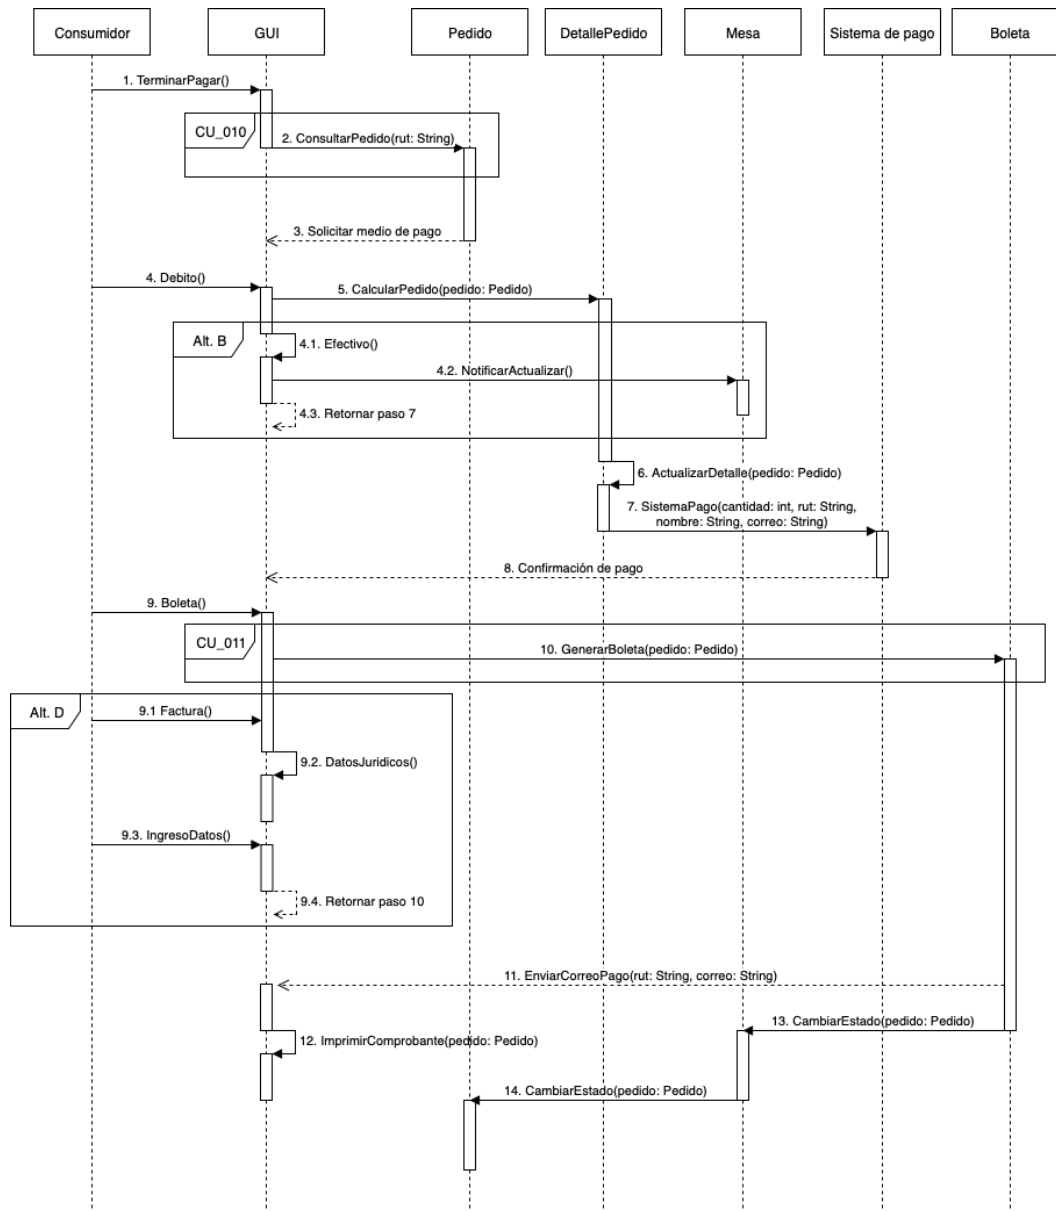 Consumidor
GUI
Pedido
DetallePedido
Mesa
Sistema de pago
Boleta
1. TerminarPagar()
CU_010
2. ConsultarPedido(rut: String)
3. Solicitar medio de pago
4. Debito()
5. CalcularPedido(pedido: Pedido)
Alt. B
4.1. Efectivo()
4.2. NotificarActualizar()
4.3. Retornar paso 7
6. ActualizarDetalle(pedido: Pedido)
7. SistemaPago(cantidad: int, rut: String,
nombre: String, correo: String)
8. Confirmación de pago
9. Boleta()
CU_011
10. GenerarBoleta(pedido: Pedido)
Alt. D
9.1 Factura()
9.2. DatosJuridicos()
9.3. IngresoDatos()
9.4. Retornar paso 10
11. EnviarCorreoPago(rut: String, correo: String)
13. CambiarEstado(pedido: Pedido)
12. ImprimirComprobante(pedido: Pedido)
14. CambiarEstado(pedido: Pedido)